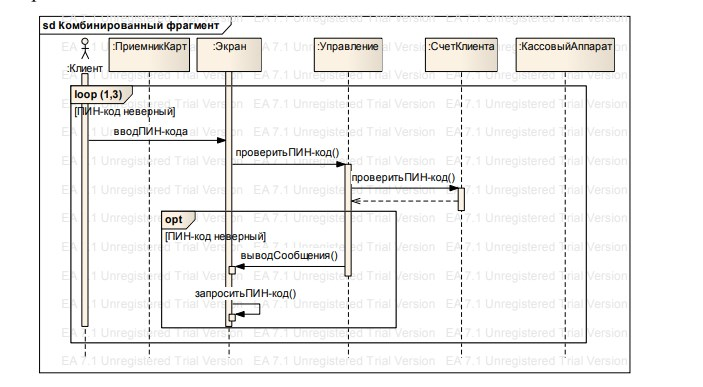 sd Комбинированный фрагмент
:Клиент
:ПриемникКарт
:Экран
:Управление
:СчетКлиента
:КассовыйАппарат
loop (1,3)
[ПИН-код неверный]
вводПИН-кода
проверитьПИН-код()
проверитьПИН-код()
opt
[ПИН-код неверный]
выводСообщения()
запроситьПИН-код()
EA 7.1 Unregistered Trial Version